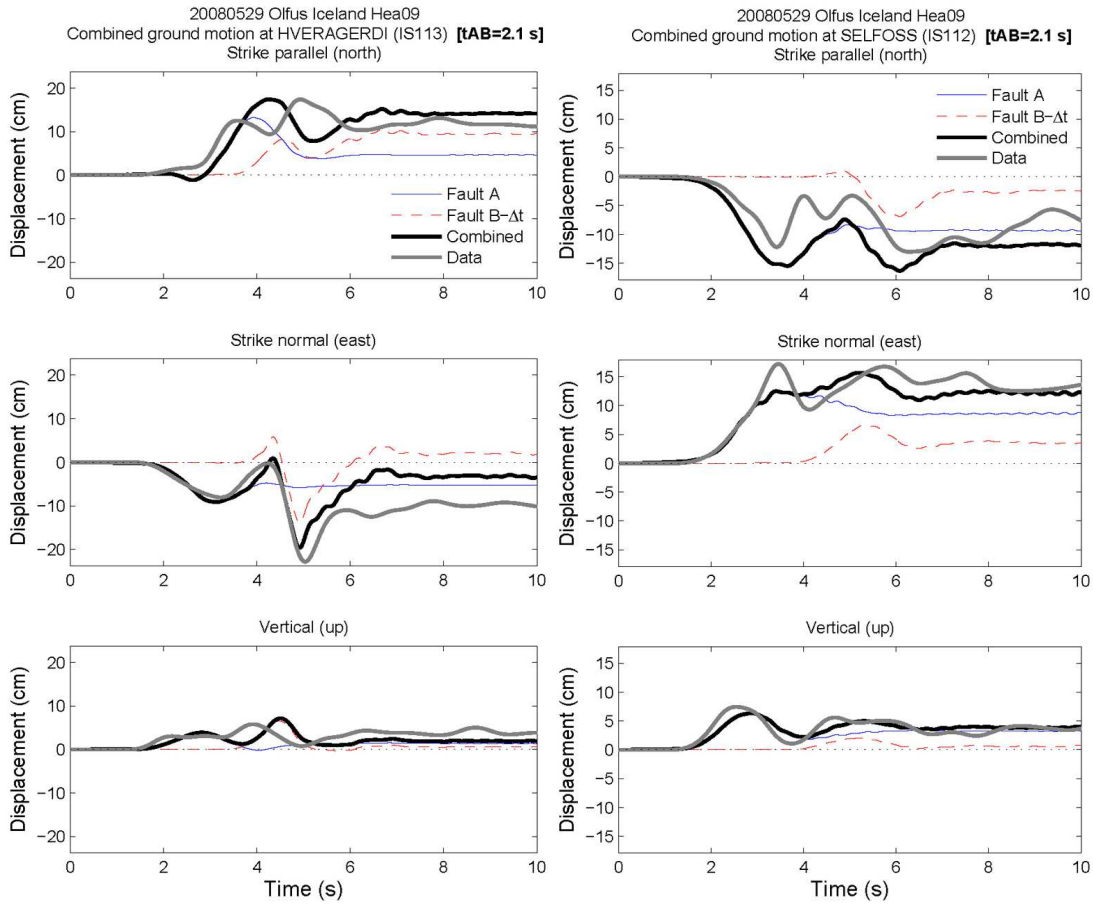 20080529 Olfus Iceland Hea09
Combined ground motion at HVERAGERDI (IS113) [tAB=2.1 s]
Strike parallel (north)
Displacement (cm)
20
10
0
−10
−20
Fault A
Fault B−Δt
Combined
Data
0 2 4 6 8 10
Strike normal (east)
Displacement (cm)
20
10
0
−10
−20
0 2 4 6 8 10
Vertical (up)
Displacement (cm)
20
10
0
−10
−20
0 2 4 6 8 10
Time (s)
20080529 Olfus Iceland Hea09
Combined ground motion at SELFOSS (IS112) [tAB=2.1 s]
Strike parallel (north)
Displacement (cm)
15
10
5
0
−5
−10
−15
Fault A
Fault B−Δt
Combined
Data
0 2 4 6 8 10
Strike normal (east)
Displacement (cm)
15
10
5
0
−5
−10
−15
0 2 4 6 8 10
Vertical (up)
Displacement (cm)
15
10
5
0
−5
−10
−15
0 2 4 6 8 10
Time (s)